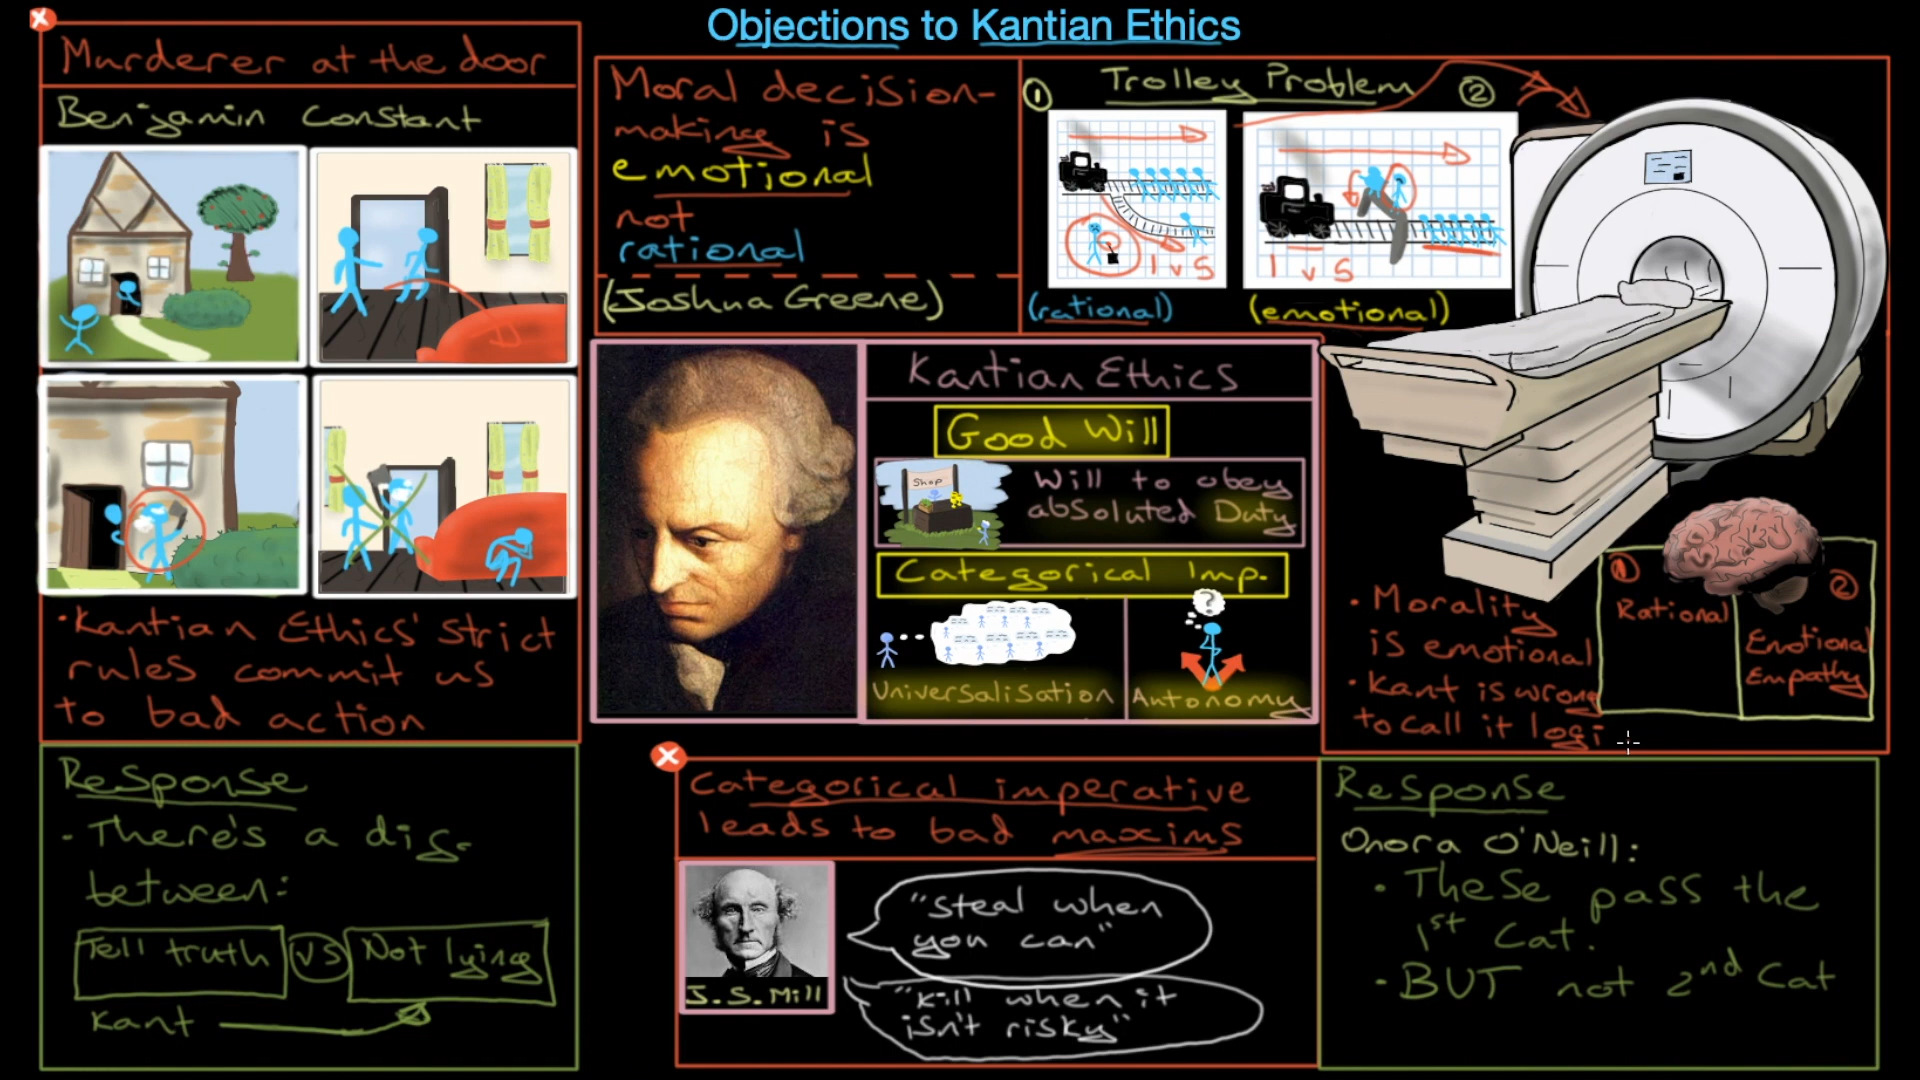 Objections to Kantian Ethics
Murderer at the door
Benjamin Constant
• Kantian Ethics' strict
rules commit us
to bad action
Response
• There's a dis
between:
Tell truth vs Not lying
Kant
Moral decision-
making is
emotional
not
rational
(Joshua Greene)
Trolley Problem
1
2
1 v 5
1 v 5
(rational)
(emotional)
Kantian Ethics
Good Will
Shop
Will to obey
absoluted Duty
Categorical Imp.
?
Universalisation
Autonomy
• Morality
is emotional
• Kant is wrong
to call it logi
1
Rational
2
Emotional
Empathy
Categorical imperative
leads to bad maxims
J.S. Mill
"Steal when
you can"
"kill when it
isn't risky"
Response
Onora O'Neill:
• These pass the
1st Cat.
• BUT not 2nd Cat